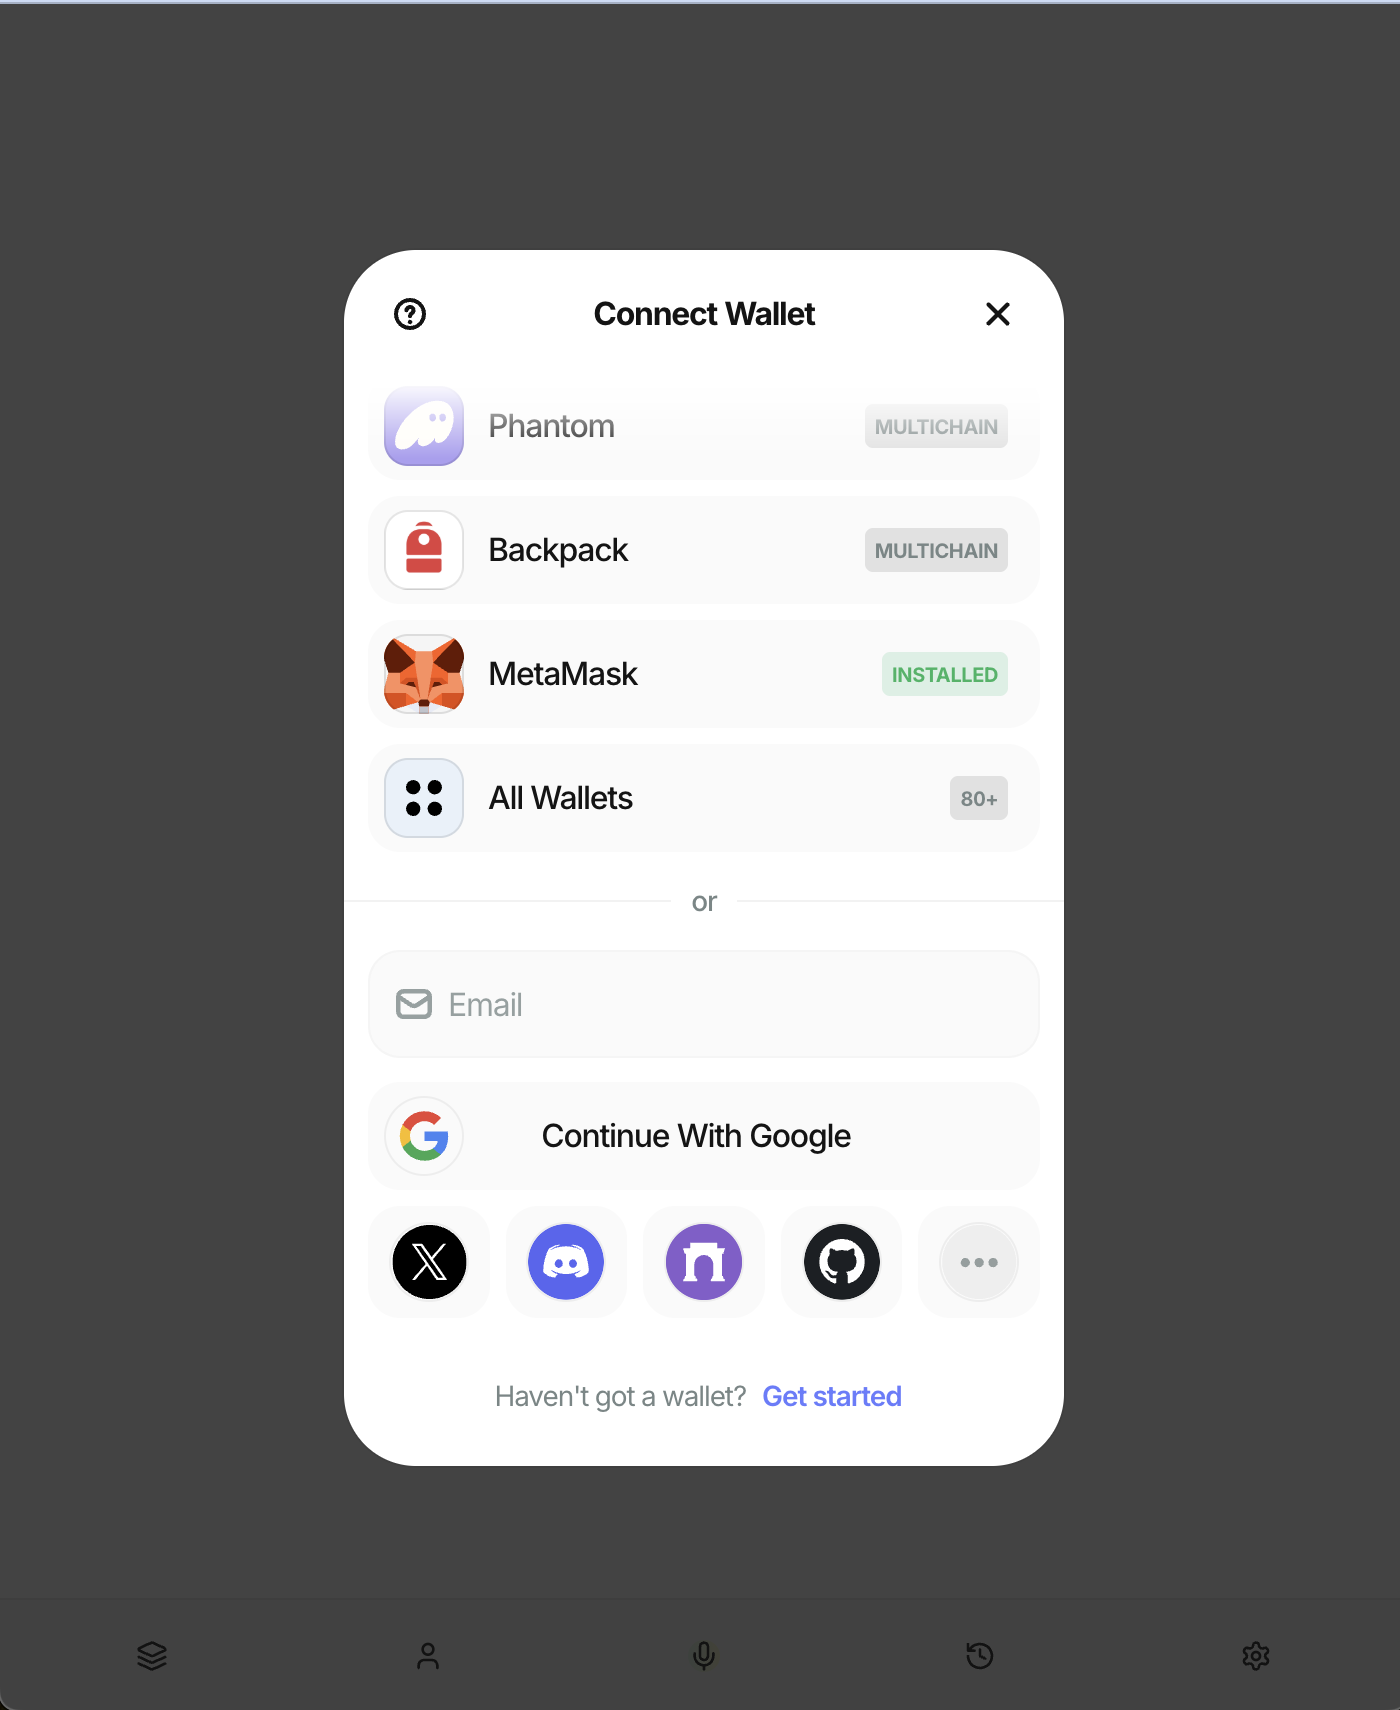 Connect Wallet
Phantom MULTICHAIN
Backpack MULTICHAIN
MetaMask INSTALLED
All Wallets 80+
or
Email
Continue With Google
Haven't got a wallet? Get started